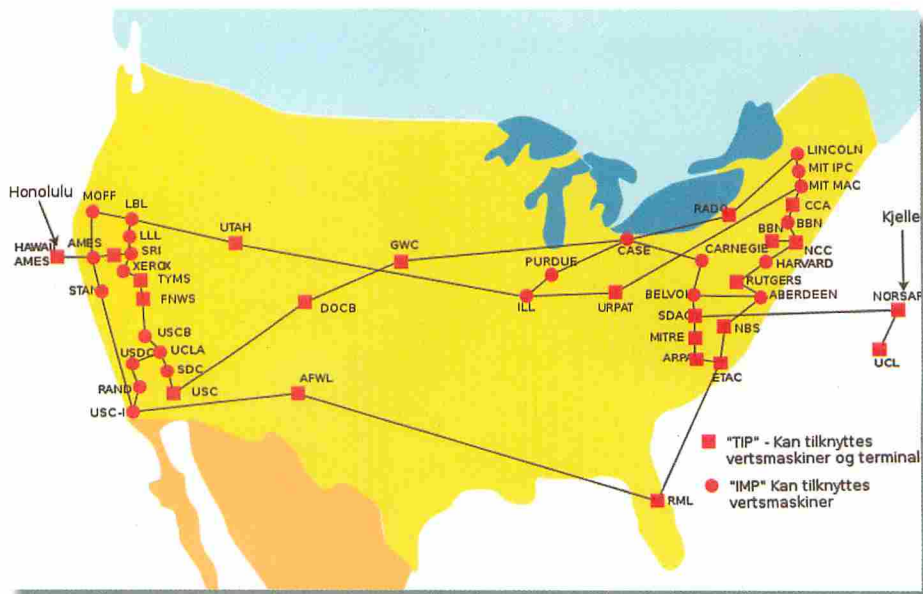 LINCOLN
MIT IPC
MIT MAC
MOFF
LBL
Honolulu
CCA
RADC
Kjeller
UTAH
BBN
BBN
LLL
HAWAII
AMES
SRI
GWC
CASE
CARNEGIE
NCC
AMES
XEROX
PURDUE
HARVARD
TYMS
RUTGERS
STAN
FNWS
ILL
URPAT
BELVOI
ABERDEEN
NORSAR
DOCB
SDAC
NBS
USCB
MITRE
USDC
UCLA
ARPA
UCL
SDC
ETAC
RAND
USC
AFWL
USC-I
"TIP" - Kan tilknyttes
vertsmaskiner og terminal
"IMP" Kan tilknyttes
vertsmaskiner
RML